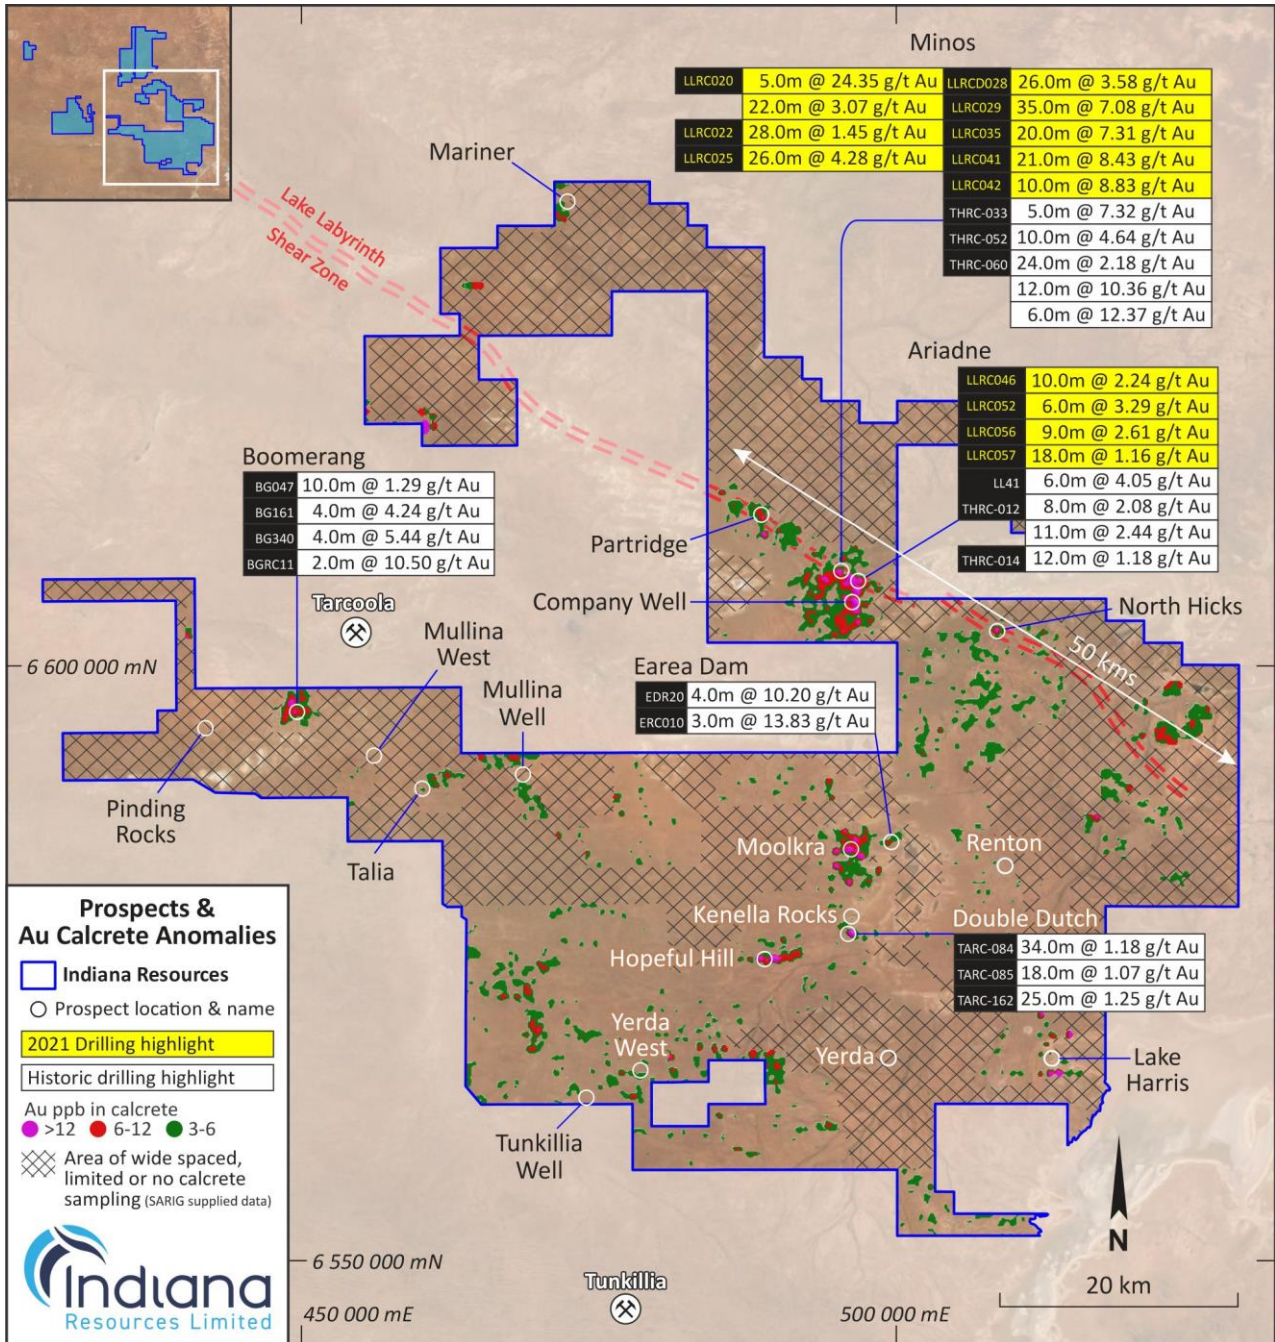 Minos
LLRC020 5.0m @ 24.35 g/t Au
22.0m @ 3.07 g/t Au
LLRC022 28.0m @ 1.45 g/t Au
LLRC025 26.0m @ 4.28 g/t Au
LLRCD028 26.0m @ 3.58 g/t Au
LLRC029 35.0m @ 7.08 g/t Au
LLRC035 20.0m @ 7.31 g/t Au
LLRC041 21.0m @ 8.43 g/t Au
LLRC042 10.0m @ 8.83 g/t Au
THRC-033 5.0m @ 7.32 g/t Au
THRC-052 10.0m @ 4.64 g/t Au
THRC-060 24.0m @ 2.18 g/t Au
12.0m @ 10.36 g/t Au
6.0m @ 12.37 g/t Au
Mariner
Lake Labyrinth
Shear Zone
Ariadne
LLRC046 10.0m @ 2.24 g/t Au
LLRC052 6.0m @ 3.29 g/t Au
LLRC056 9.0m @ 2.61 g/t Au
LLRC057 18.0m @ 1.16 g/t Au
LL41 6.0m @ 4.05 g/t Au
THRC-012 8.0m @ 2.08 g/t Au
11.0m @ 2.44 g/t Au
THRC-014 12.0m @ 1.18 g/t Au
Boomerang
BG047 10.0m @ 1.29 g/t Au
BG161 4.0m @ 4.24 g/t Au
BG340 4.0m @ 5.44 g/t Au
BGRC11 2.0m @ 10.50 g/t Au
Partridge
Company Well
North Hicks
50 kms
Tarcoola
Mullina
West
Mullina
Well
6 600 000 mN
Earea Dam
EDR20 4.0m @ 10.20 g/t Au
ERC010 3.0m @ 13.83 g/t Au
Pinding
Rocks
Talia
Moolkra
Renton
Kenella Rocks
Hopeful Hill
Double Dutch
TARC-084 34.0m @ 1.18 g/t Au
TARC-085 18.0m @ 1.07 g/t Au
TARC-162 25.0m @ 1.25 g/t Au
Yerda
West
Yerda
Lake
Harris
Tunkillia
Well
Prospects &
Au Calcrete Anomalies
Indiana Resources
Prospect location & name
2021 Drilling highlight
Historic drilling highlight
Au ppb in calcrete
>12 6-12 3-6
Area of wide spaced,
limited or no calcrete
sampling (SARIG supplied data)
Indiana
Resources Limited
6 550 000 mN
450 000 mE
Tunkillia
500 000 mE
N
20 km